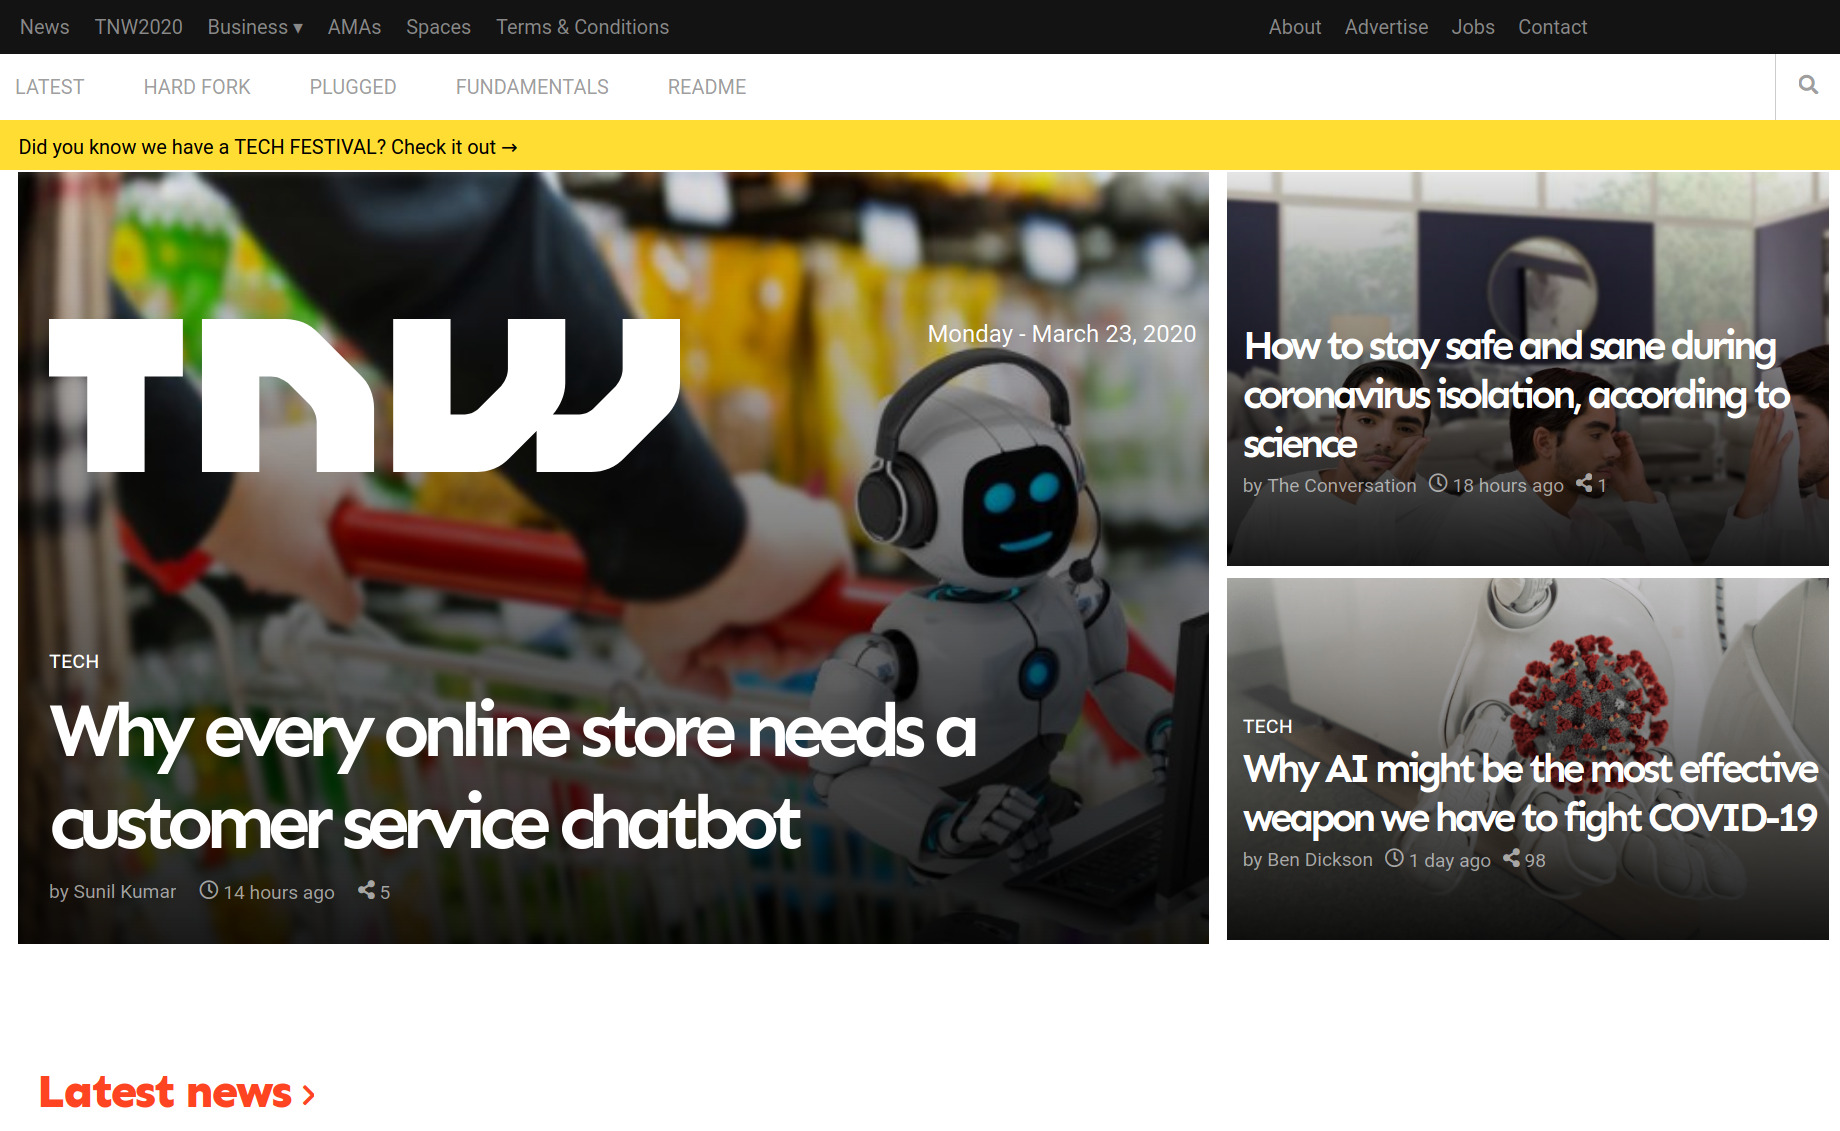 News TNW2020 Business ▾ AMAs Spaces Terms & Conditions About Advertise Jobs Contact
LATEST HARD FORK PLUGGED FUNDAMENTALS README
Did you know we have a TECH FESTIVAL? Check it out →
TNW
Monday - March 23, 2020
TECH
Why every online store needs a
customer service chatbot
by Sunil Kumar 14 hours ago 5
How to stay safe and sane during
coronavirus isolation, according to
science
by The Conversation 18 hours ago 1
TECH
Why AI might be the most effective
weapon we have to fight COVID-19
by Ben Dickson 1 day ago 98
Latest news ›